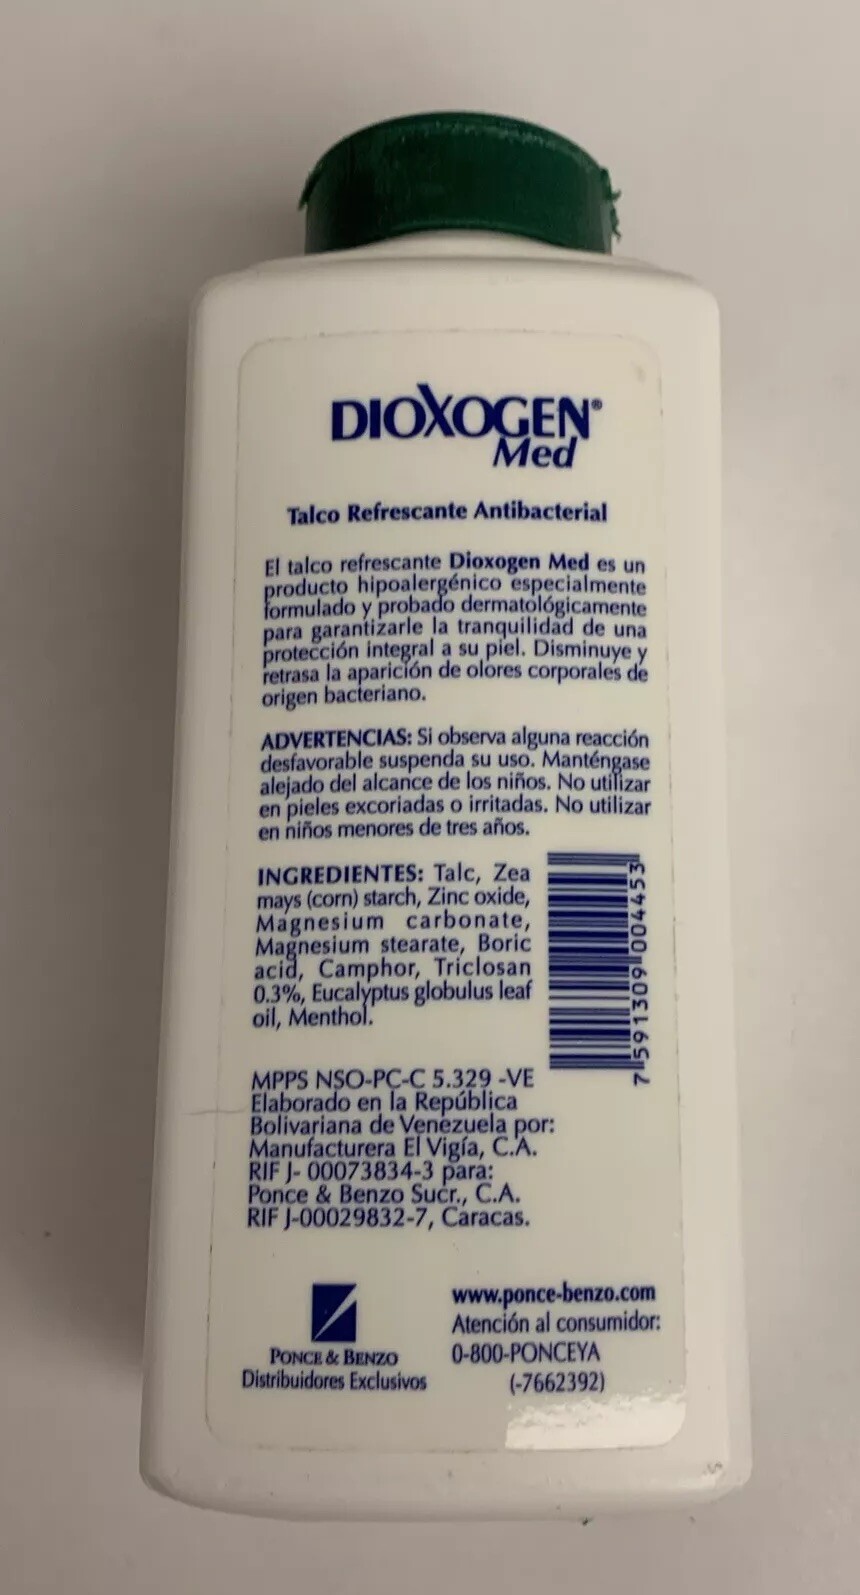 DIOXOGEN®
Med
Talco Refrescante Antibacterial
El talco refrescante Dioxogen Med es un
producto hipoalergénico especialmente
formulado y probado dermatológicamente
para garantizarle la tranquilidad de una
protección integral a su piel. Disminuye y
retrasa la aparición de olores corporales de
origen bacteriano.
ADVERTENCIAS: Si observa alguna reacción
desfavorable suspenda su uso. Manténgase
alejado del alcance de los niños. No utilizar
en pieles excoriadas o irritadas. No utilizar
en niños menores de tres años.
INGREDIENTES: Talc, Zea
mays (corn) starch, Zinc oxide,
Magnesium carbonate,
Magnesium stearate, Boric
acid, Camphor, Triclosan
0.3%, Eucalyptus globulus leaf
oil, Menthol.
7 591309 004453
MPPS NSO-PC-C 5.329 -VE
Elaborado en la República
Bolivariana de Venezuela por:
Manufacturera El Vigía, C.A.
RIF J- 00073834-3 para:
Ponce & Benzo Sucr., C.A.
RIF J-00029832-7, Caracas.
PONCE & BENZO
Distribuidores Exclusivos
www.ponce-benzo.com
Atención al consumidor:
0-800-PONCEYA
(-7662392)